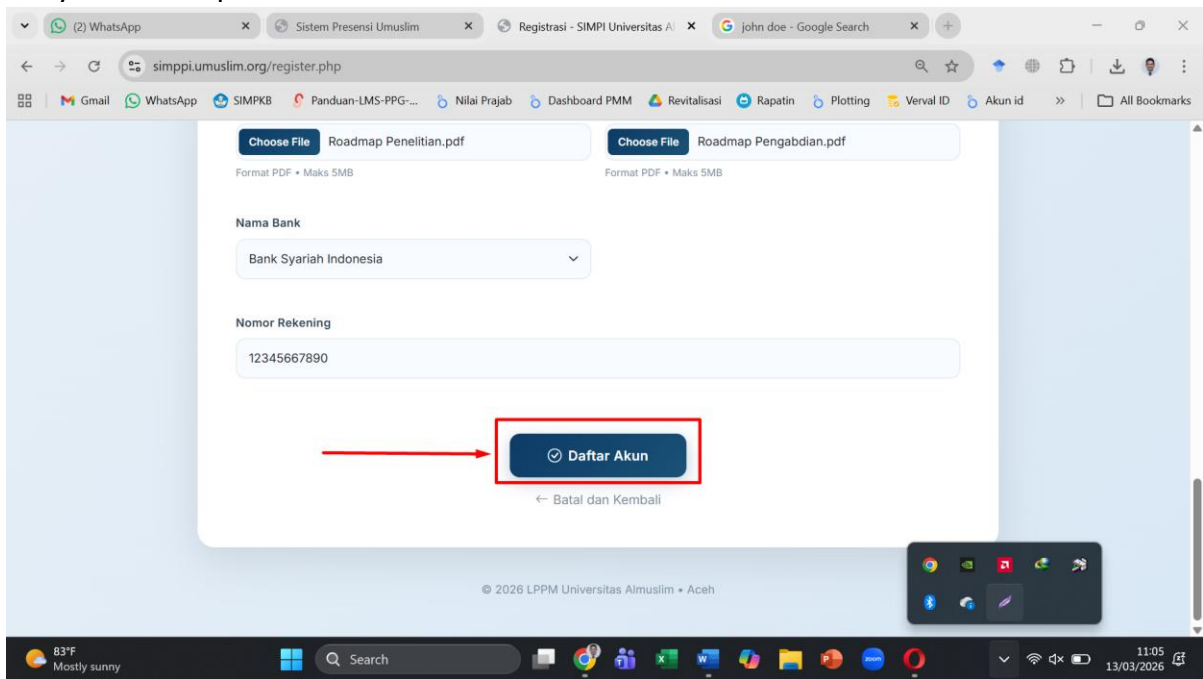 (2) WhatsApp
Sistem Presensi Umuslim
Registrasi - SIMPI Universitas Al
john doe - Google Search
simppi.umuslim.org/register.php
Gmail WhatsApp SIMPKB Panduan-LMS-PPG-... Nilai Prajab Dashboard PMM Revitalisasi Rapatin Plotting Verval ID Akun id » All Bookmarks
Choose File Roadmap Penelitian.pdf Choose File Roadmap Pengabdian.pdf
Format PDF • Maks 5MB Format PDF • Maks 5MB
Nama Bank
Bank Syariah Indonesia
Nomor Rekening
12345667890
Daftar Akun
← Batal dan Kembali
© 2026 LPPM Universitas Almuslim • Aceh
83°F
Mostly sunny
Search
zoom
11:05
13/03/2026